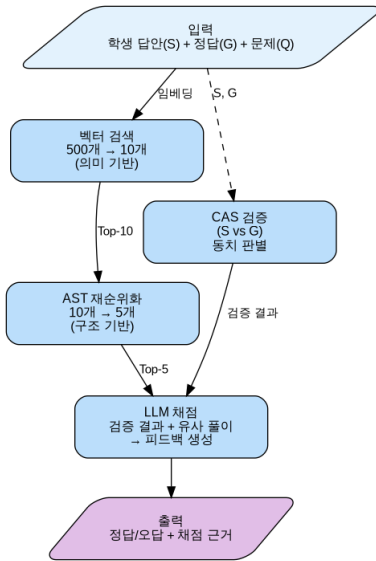 입력
학생 답안(S) + 정답(G) + 문제(Q)
임베딩
S, G
벡터 검색
500개 → 10개
(의미 기반)
CAS 검증
(S vs G)
동치 판별
Top-10
AST 재순위화
10개 → 5개
(구조 기반)
검증 결과
Top-5
LLM 채점
검증 결과 + 유사 풀이
→ 피드백 생성
출력
정답/오답 + 채점 근거